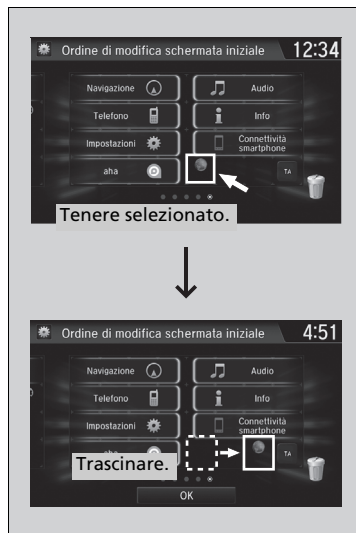 Ordine di modifica schermata iniziale 12:34
Navigazione Audio
Telefono Info
Impostazioni Connettività
smartphone
aha TA
Tenere selezionato.
Ordine di modifica schermata iniziale 4:51
Navigazione Audio
Telefono Info
Impostazioni Connettività
smartphone
aha TA
Trascinare.
OK